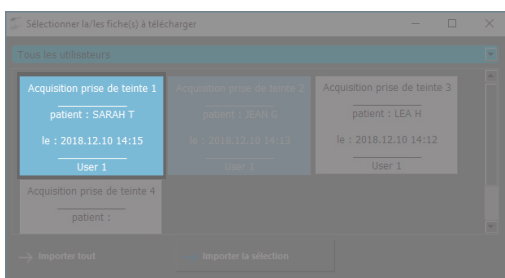 Sélectionner la/les fiche(s) à télécharger
Tous les utilisateurs
Acquisition prise de teinte 1
patient : SARAH T
le : 2018.12.10 14:15
User 1
Acquisition prise de teinte 2
patient : JEAN G
le : 2018.12.10 14:13
User 1
Acquisition prise de teinte 3
patient : LEA H
le : 2018.12.10 14:12
User 1
Acquisition prise de teinte 4
patient :
Importer tout
Importer la sélection